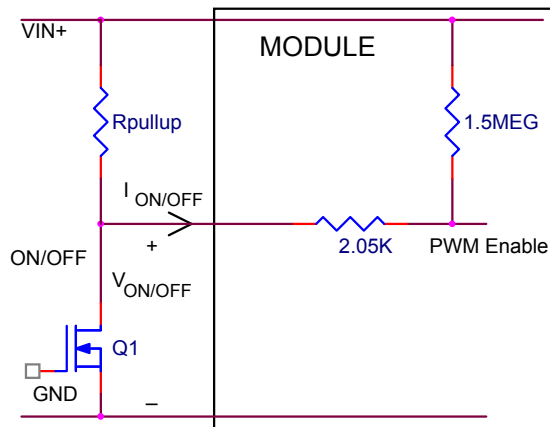 VIN+
MODULE
Rpullup
1.5MEG
I ON/OFF
+
2.05K
PWM Enable
ON/OFF
V ON/OFF
Q1
GND
–